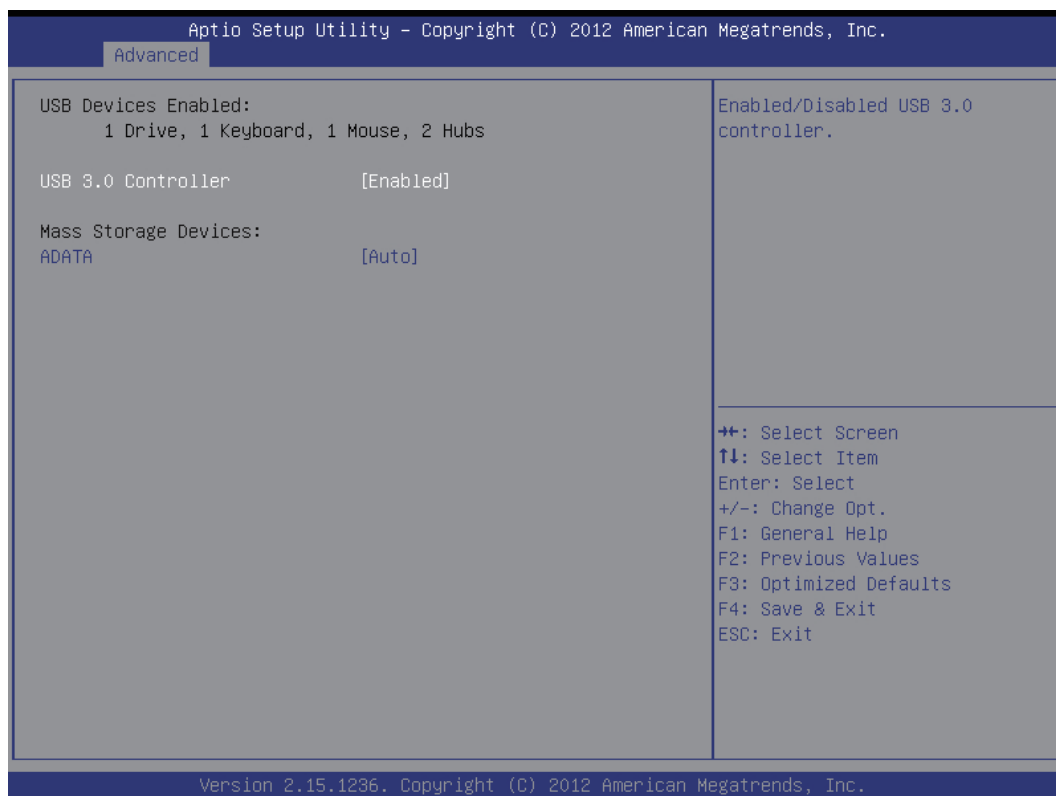 Aptio Setup Utility – Copyright (C) 2012 American Megatrends, Inc.
Advanced
USB Devices Enabled:
1 Drive, 1 Keyboard, 1 Mouse, 2 Hubs
USB 3.0 Controller [Enabled]
Mass Storage Devices:
ADATA [Auto]
Enabled/Disabled USB 3.0
controller.
→←: Select Screen
↑↓: Select Item
Enter: Select
+/-: Change Opt.
F1: General Help
F2: Previous Values
F3: Optimized Defaults
F4: Save & Exit
ESC: Exit
Version 2.15.1236. Copyright (C) 2012 American Megatrends, Inc.